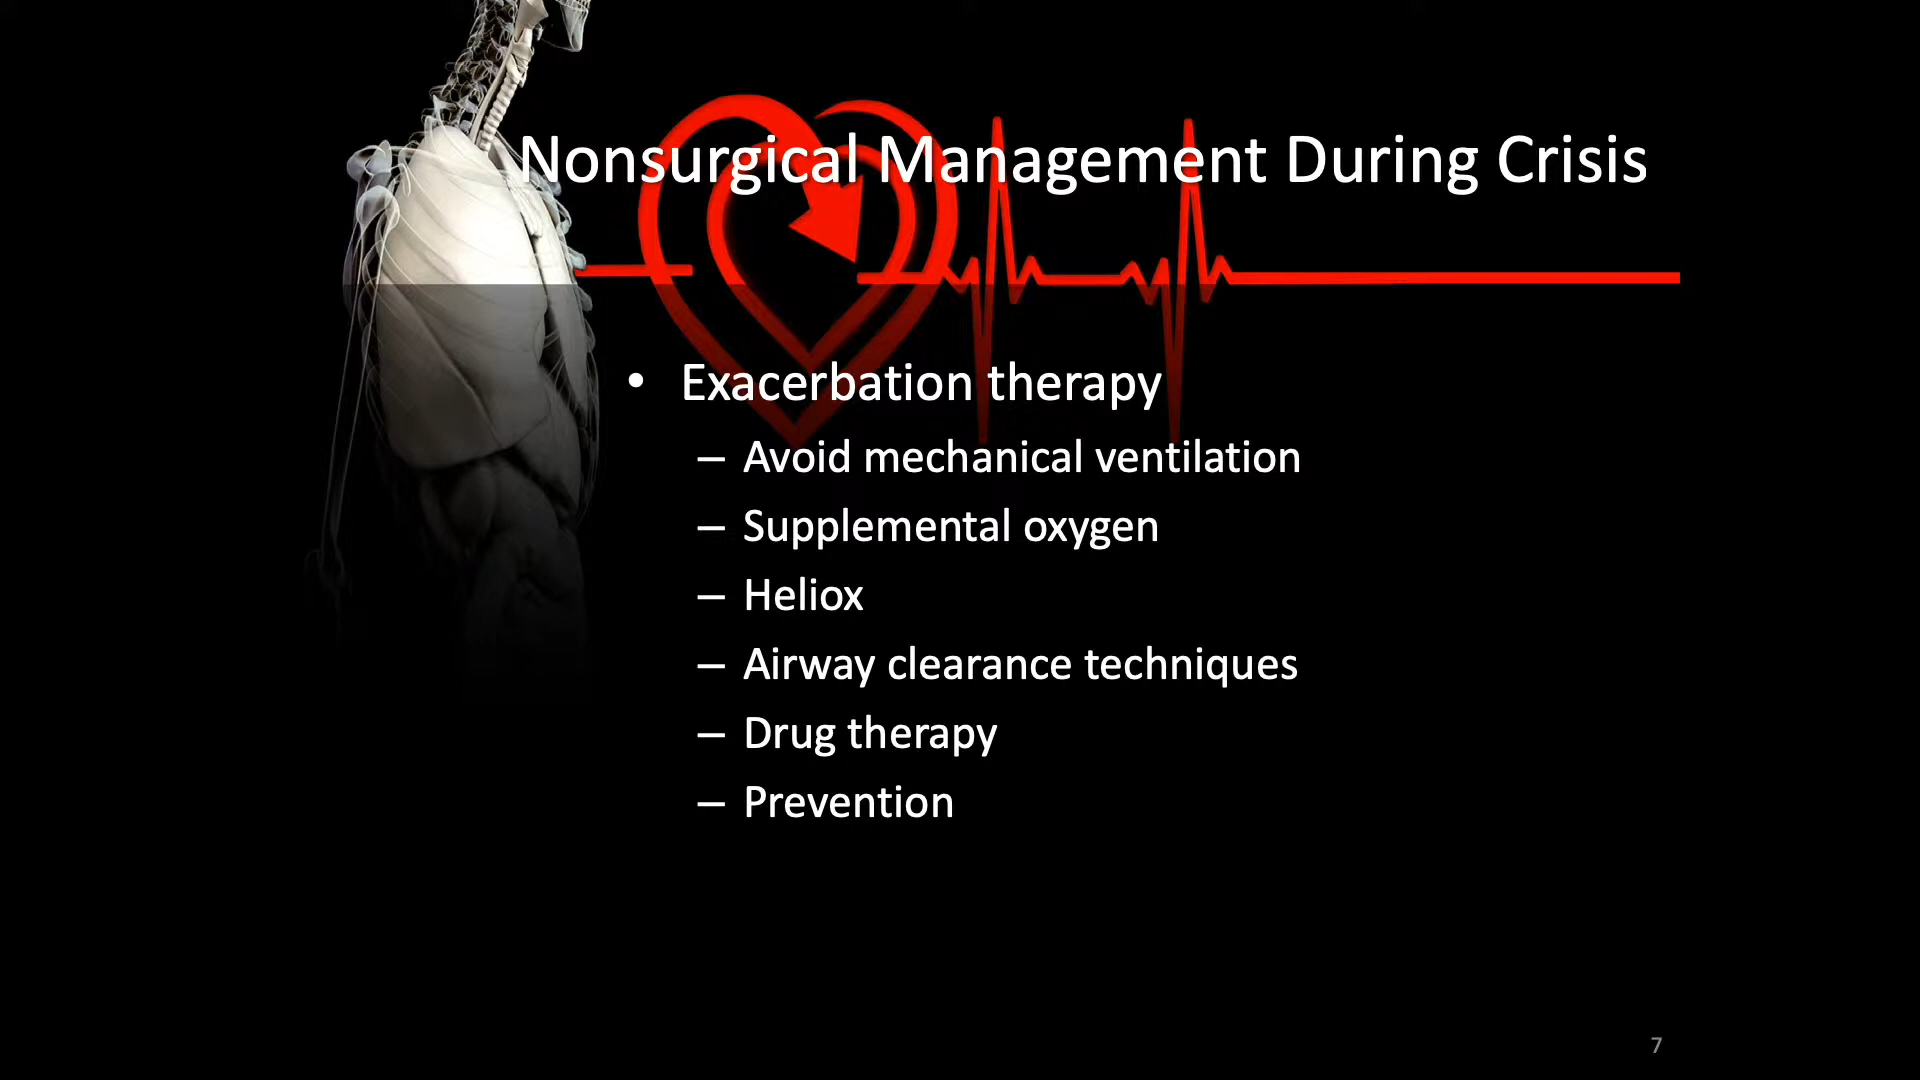 Nonsurgical Management During Crisis
• Exacerbation therapy
– Avoid mechanical ventilation
– Supplemental oxygen
– Heliox
– Airway clearance techniques
– Drug therapy
– Prevention
7